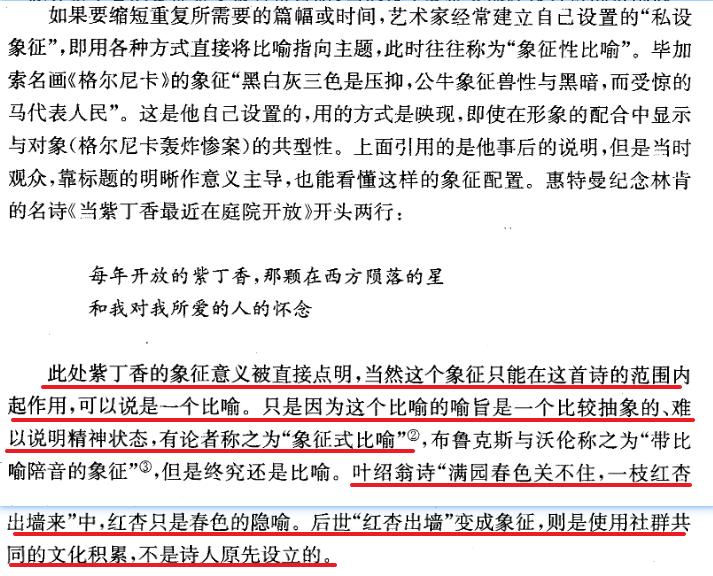 如果要缩短重复所需要的篇幅或时间，艺术家经常建立自己设置的“私设
象征”，即用各种方式直接将比喻指向主题，此时往往称为“象征性比喻”。毕加
索名画《格尔尼卡》的象征“黑白灰三色是压抑，公牛象征兽性与黑暗，而受惊的
马代表人民”。这是他自己设置的，用的方式是映现，即使在形象的配合中显示
与对象（格尔尼卡轰炸惨案）的共型性。上面引用的是他事后的说明，但是当时
观众，靠标题的明晰作意义主导，也能看懂这样的象征配置。惠特曼纪念林肯
的名诗《当紫丁香最近在庭院开放》开头两行：
每年开放的紫丁香，那颗在西方陨落的星
和我对我所爱的人的怀念
此处紫丁香的象征意义被直接点明，当然这个象征只能在这首诗的范围内
起作用，可以说是一个比喻。只是因为这个比喻的喻旨是一个比较抽象的、难
以说明精神状态，有论者称之为“象征式比喻”②，布鲁克斯与沃伦称之为“带比
喻陪音的象征”③，但是终究还是比喻。叶绍翁诗“满园春色关不住，一枝红杏
出墙来”中，红杏只是春色的隐喻。后世“红杏出墙”变成象征，则是使用社群共
同的文化积累，不是诗人原先设立的。